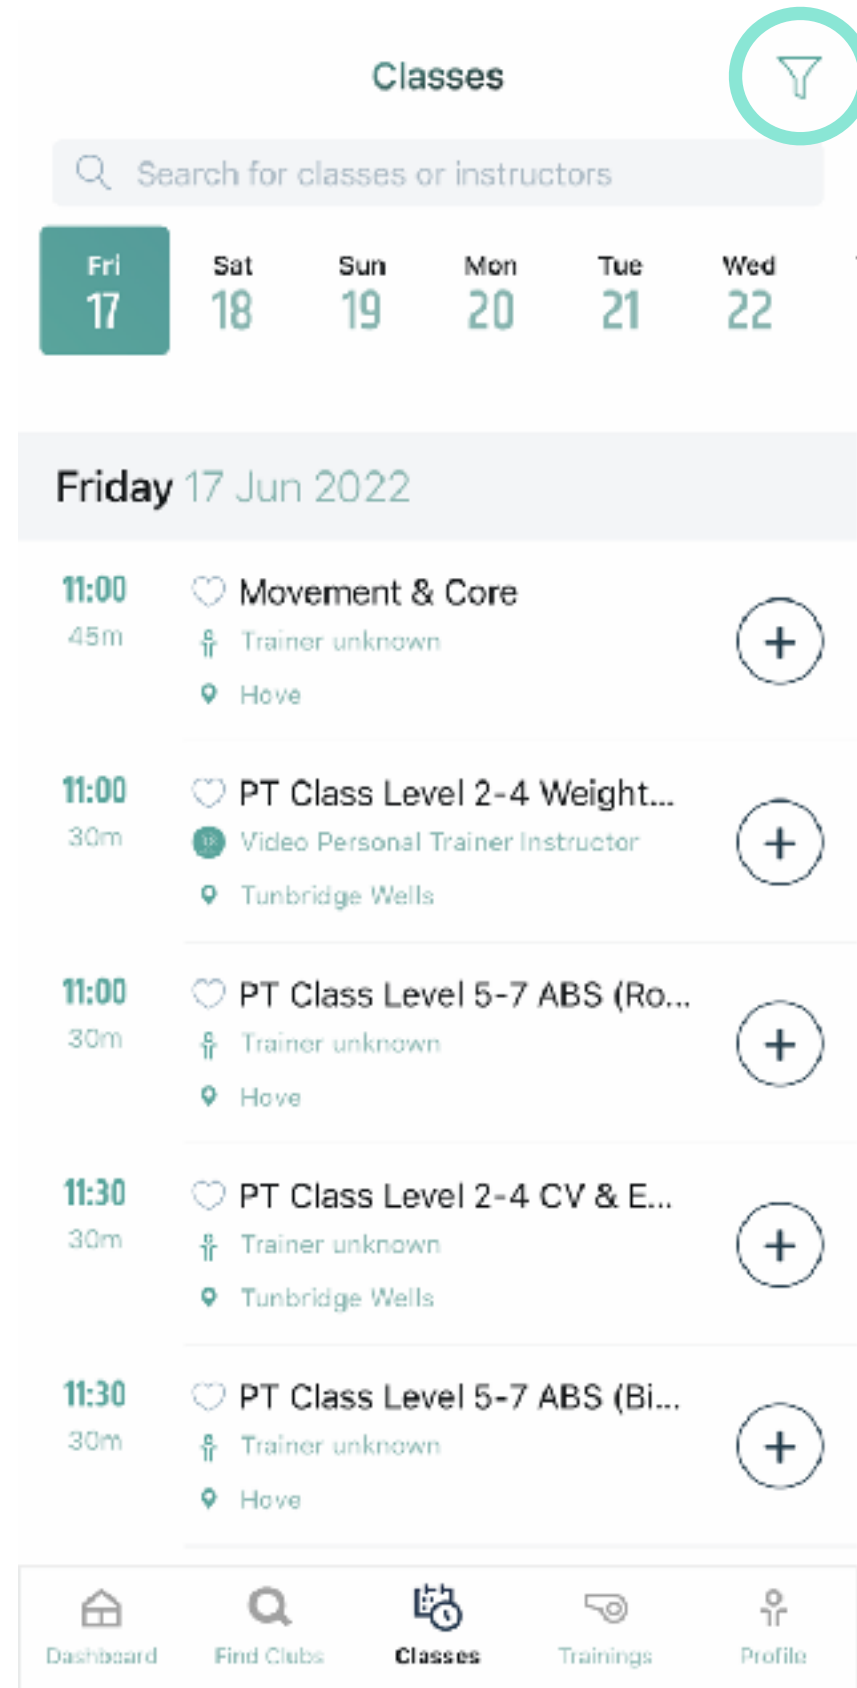 Classes
Search for classes or instructors
Fri Sat Sun Mon Tue Wed
17 18 19 20 21 22
Friday 17 Jun 2022
11:00 Movement & Core
45m Trainer unknown
Hove
11:00 PT Class Level 2-4 Weight...
30m Video Personal Trainer Instructor
Tunbridge Wells
11:00 PT Class Level 5-7 ABS (Ro...
30m Trainer unknown
Hove
11:30 PT Class Level 2-4 CV & E...
30m Trainer unknown
Tunbridge Wells
11:30 PT Class Level 5-7 ABS (Bi...
30m Trainer unknown
Hove
Dashboard Find Clubs Classes Trainings Profile